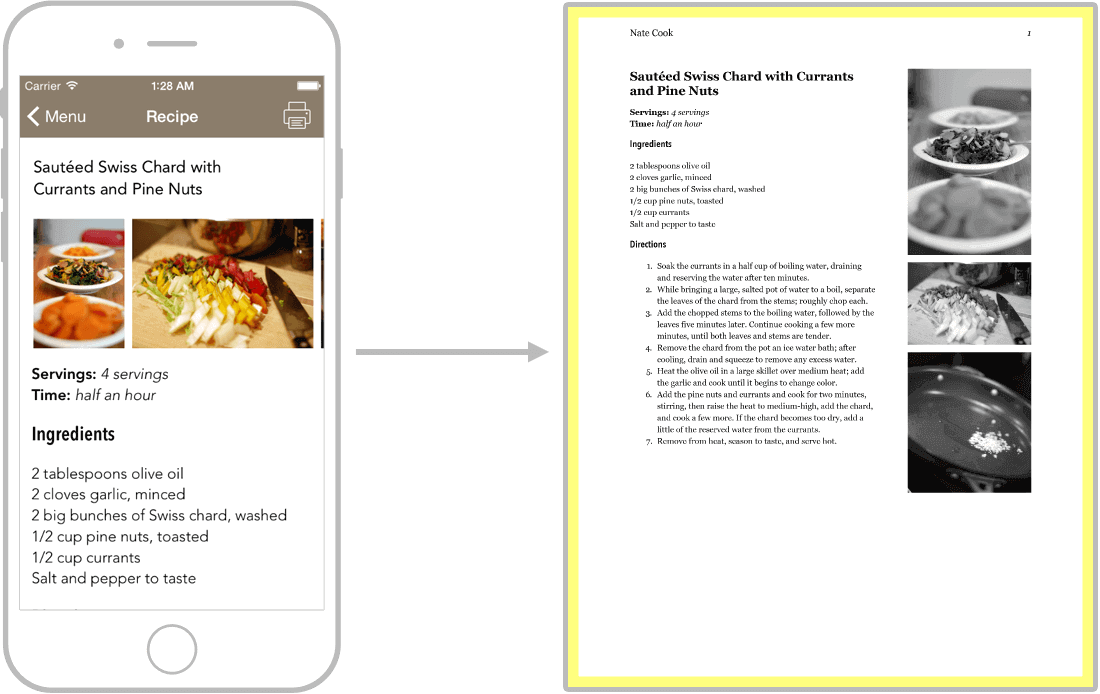 Carrier 1:28 AM
Menu Recipe
Sautéed Swiss Chard with
Currants and Pine Nuts
Servings: 4 servings
Time: half an hour
Ingredients
2 tablespoons olive oil
2 cloves garlic, minced
2 big bunches of Swiss chard, washed
1/2 cup pine nuts, toasted
1/2 cup currants
Salt and pepper to taste
Nate Cook 1
Sautéed Swiss Chard with Currants
and Pine Nuts
Servings: 4 servings
Time: half an hour
Ingredients
2 tablespoons olive oil
2 cloves garlic, minced
2 big bunches of Swiss chard, washed
1/2 cup pine nuts, toasted
1/2 cup currants
Salt and pepper to taste
Directions
1. Soak the currants in a half cup of boiling water, draining
and reserving the water after ten minutes.
2. While bringing a large, salted pot of water to a boil, separate
the leaves of the chard from the stems; roughly chop each.
3. Add the chopped stems to the boiling water, followed by the
leaves five minutes later. Continue cooking a few more
minutes, until both leaves and stems are tender.
4. Remove the chard from the pot an ice water bath; after
cooling, drain and squeeze to remove any excess water.
5. Heat the olive oil in a large skillet over medium heat; add
the garlic and cook until it begins to change color.
6. Add the pine nuts and currants and cook for two minutes,
stirring, then raise the heat to medium-high, add the chard,
and cook a few more. If the chard becomes too dry, add a
little of the reserved water from the currants.
7. Remove from heat, season to taste, and serve hot.